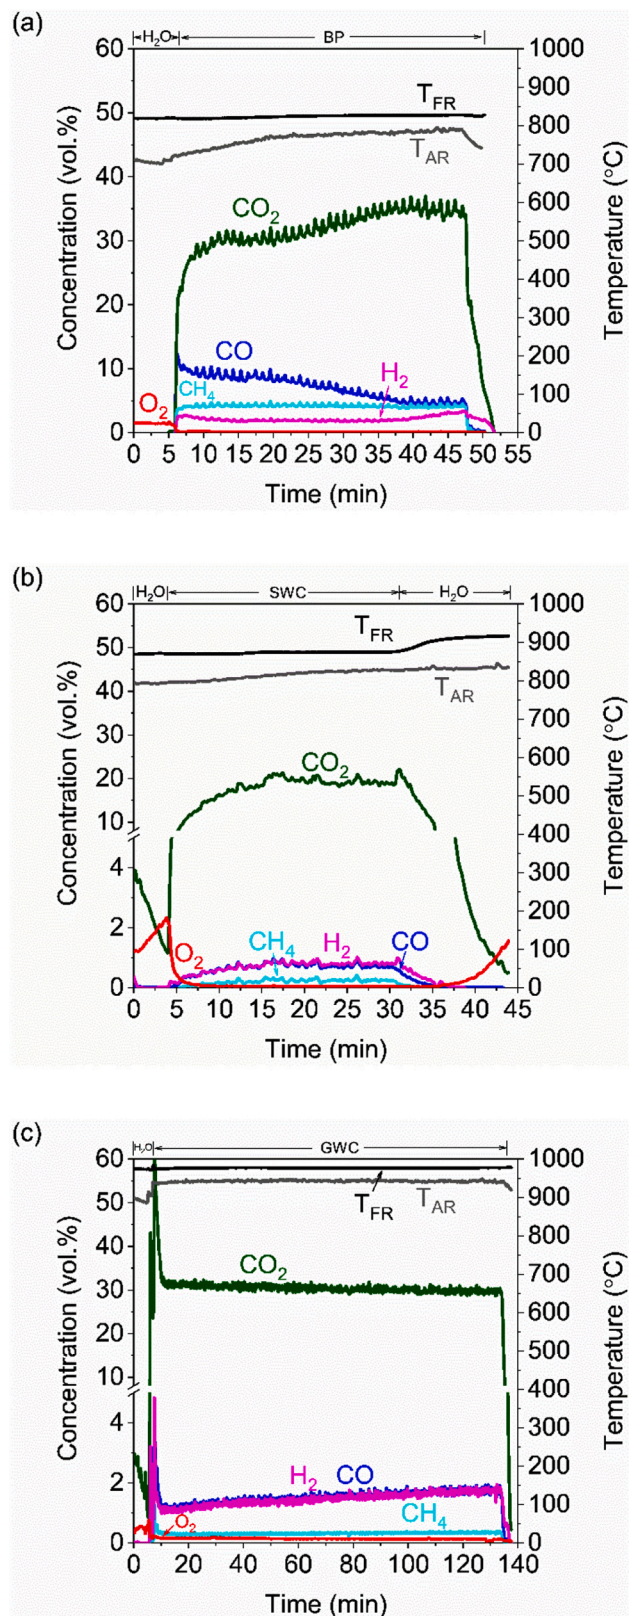 (a)
H2O BP
60 1000
T_FR
900
50
800
T_AR
700
40
CO2
600
30
500
400
20
300
CO
200
10
CH4
H2
O2
100
0 0
0 5 10 15 20 25 30 35 40 45 50 55
Concentration (vol.%)
Temperature (°C)
Time (min)
(b)
H2O SWC H2O
60 1000
T_FR
900
50
T_AR
800
40
700
30
600
CO2
20
500
10
400
4
300
200
2
O2 CH4 H2 CO
100
0 0
0 5 10 15 20 25 30 35 40 45
Concentration (vol.%)
Temperature (°C)
Time (min)
(c)
H2O GWC
60 1000
T_FR T_AR
50
900
800
40
CO2
700
30
600
20
500
10
400
4
300
200
2
H2 CO
CH4
O2
100
0 0
0 20 40 60 80 100 120 140
Concentration (vol.%)
Temperature (°C)
Time (min)